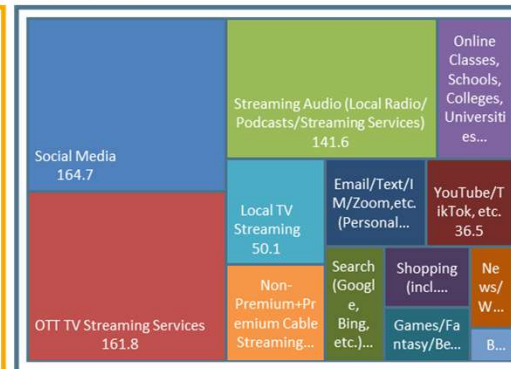 Social Media
164.7
OTT TV Streaming Services
161.8
Streaming Audio (Local Radio/
Podcasts/Streaming Services)
141.6
Online
Classes,
Schools,
Colleges,
Universiti
es...
Local TV
Streaming
50.1
Non-
Premium+Pr
emium Cable
Streaming...
Email/Text/I
M/Zoom,etc.
(Personal...
YouTube/T
ikTok, etc.
36.5
Search
(Googl
e,
Bing,
etc.)...
Shopping
(incl....
Games/Fa
ntasy/Be...
Ne
ws/
W...
B...